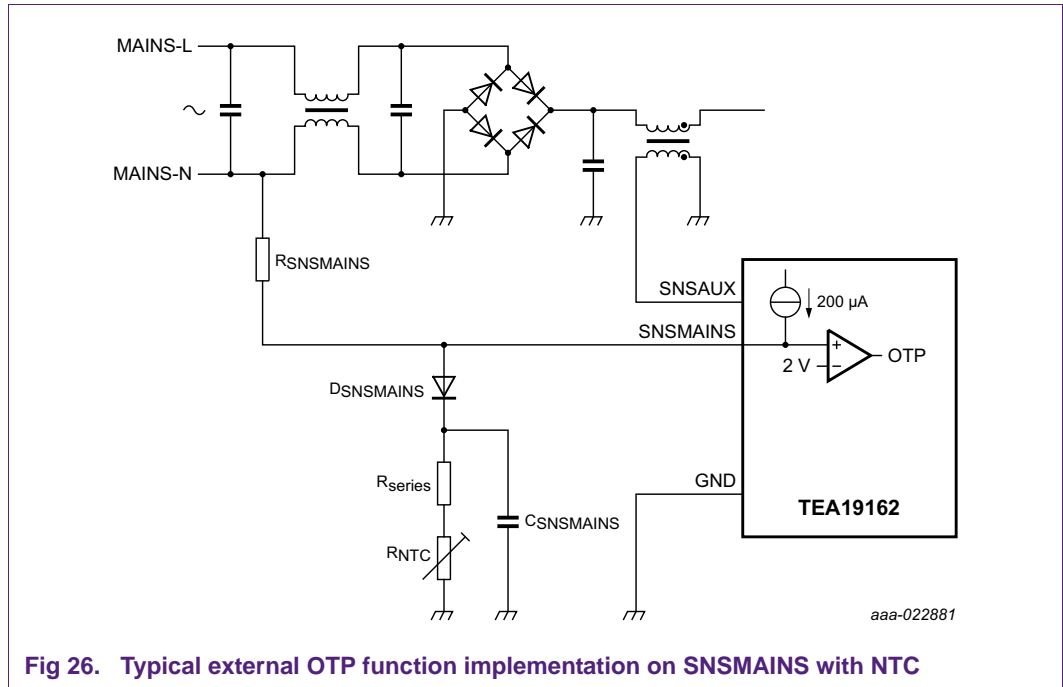 MAINS-L
MAINS-N
RSNSMAINS
SNSAUX
200 µA
SNSMAINS
+
2 V
−
OTP
DSNSMAINS
Rseries
GND
CSNSMAINS
TEA19162
RNTC
aaa-022881
Fig 26. Typical external OTP function implementation on SNSMAINS with NTC